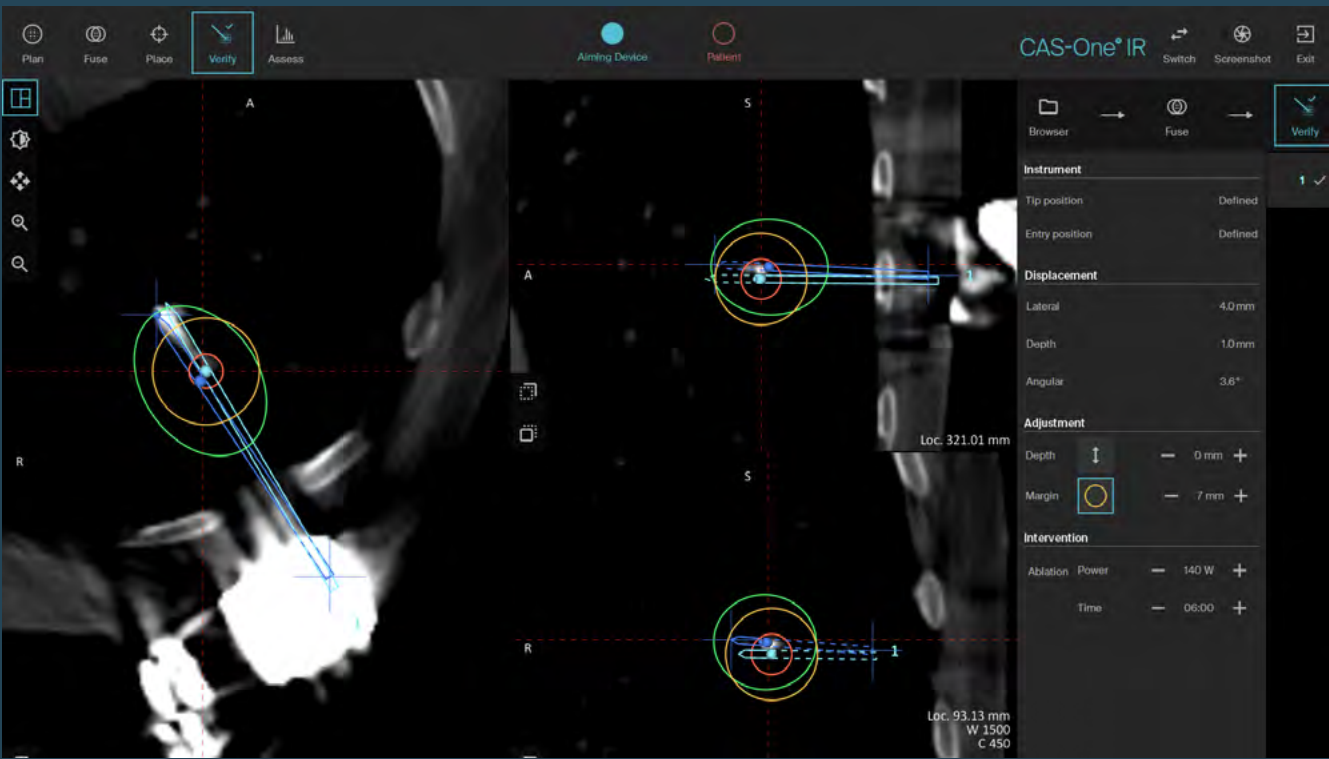 Plan
Fuse
Place
Verify
Assess
Aiming Device
Patient
CAS-One® IR
Switch
Screenshot
Exit
Browser
Fuse
Verify
1
Instrument
Tip position Defined
Entry position Defined
Displacement
Lateral 4.0 mm
Depth 1.0 mm
Angular 3.6°
Adjustment
Depth − 0 mm +
Margin − 7 mm +
Intervention
Ablation Power − 140 W +
Time − 06:00 +
A
R
1
S
A
1
Loc. 321.01 mm
S
R
1
Loc. 93.13 mm
W 1500
C 450